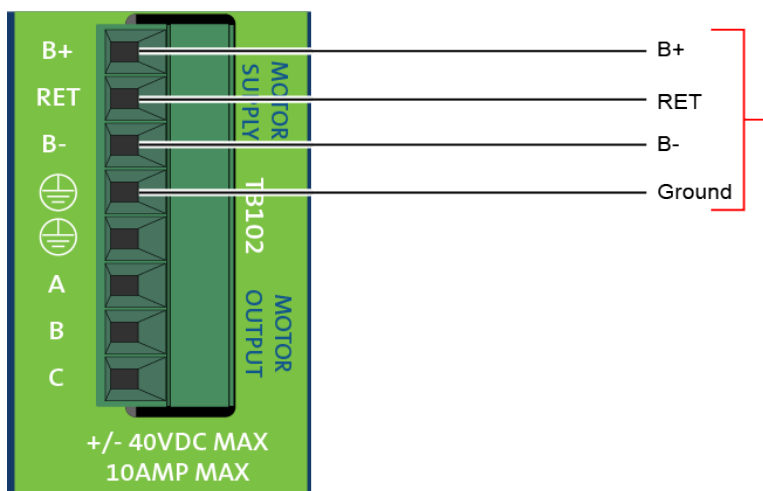 B+
RET
B-
A
B
C
MOTOR
SUPPLY
TB102
MOTOR
OUTPUT
+/- 40VDC MAX
10AMP MAX
B+
RET
B-
Ground